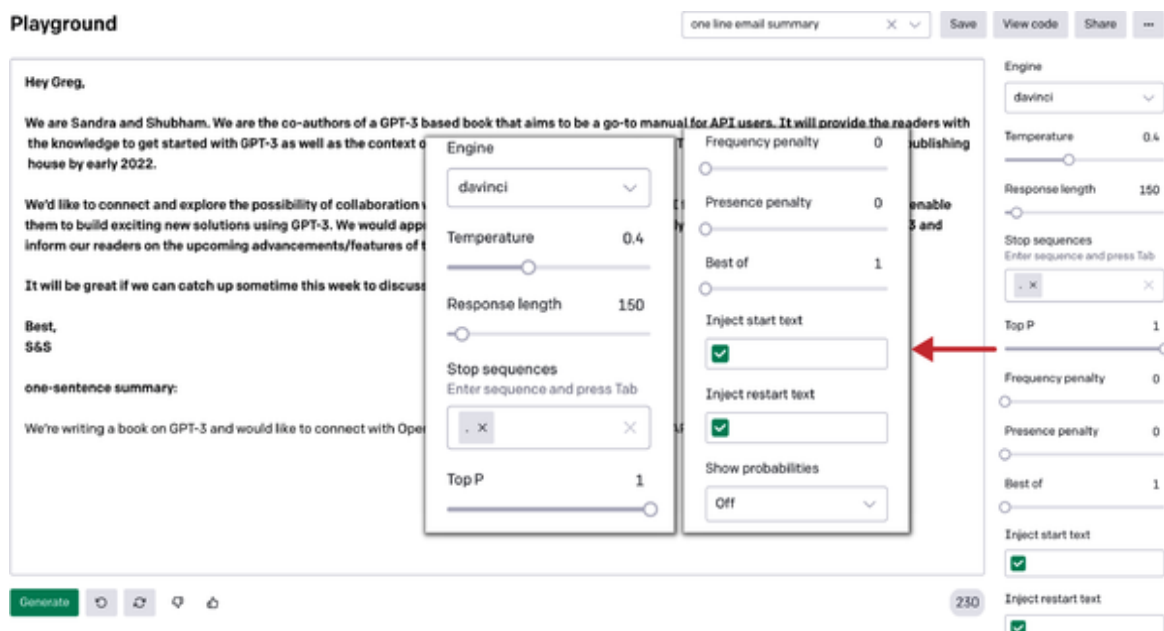 Playground
one line email summary
Save
View code
Share
Hey Greg,
We are Sandra and Shubham. We are the co-authors of a GPT-3 based book that aims to be a go-to manual for API users. It will provide the readers with
the knowledge to get started with GPT-3 as well as the context o
ublishing
house by early 2022.
We'd like to connect and explore the possibility of collaboration
enable
them to build exciting new solutions using GPT-3. We would app
3 and
inform our readers on the upcoming advancements/features of t
It will be great if we can catch up sometime this week to discuss
Best,
S&S
one-sentence summary:
We're writing a book on GPT-3 and would like to connect with Ope
Engine
davinci
Temperature 0.4
Response length 150
Stop sequences
Enter sequence and press Tab
.
Top P 1
Frequency penalty 0
Presence penalty 0
Best of 1
Inject start text
Inject restart text
Show probabilities
Off
Engine
davinci
Temperature 0.4
Response length 150
Stop sequences
Enter sequence and press Tab
.
Top P 1
Frequency penalty 0
Presence penalty 0
Best of 1
Inject start text
Inject restart text
Generate
230